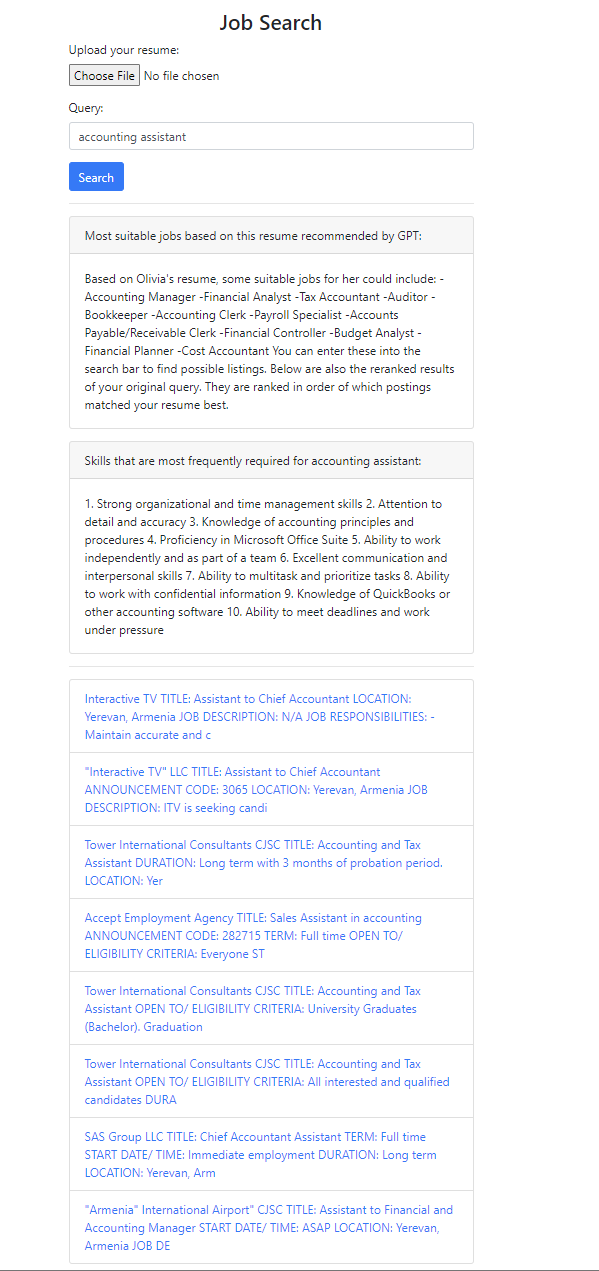 Job Search
Upload your resume:
Choose File No file chosen
Query:
accounting assistant
Search
Most suitable jobs based on this resume recommended by GPT:
Based on Olivia's resume, some suitable jobs for her could include: -
Accounting Manager -Financial Analyst -Tax Accountant -Auditor -
Bookkeeper -Accounting Clerk -Payroll Specialist -Accounts
Payable/Receivable Clerk -Financial Controller -Budget Analyst -
Financial Planner -Cost Accountant You can enter these into the
search bar to find possible listings. Below are also the reranked results
of your original query. They are ranked in order of which postings
matched your resume best.
Skills that are most frequently required for accounting assistant:
1. Strong organizational and time management skills 2. Attention to
detail and accuracy 3. Knowledge of accounting principles and
procedures 4. Proficiency in Microsoft Office Suite 5. Ability to work
independently and as part of a team 6. Excellent communication and
interpersonal skills 7. Ability to multitask and prioritize tasks 8. Ability
to work with confidential information 9. Knowledge of QuickBooks or
other accounting software 10. Ability to meet deadlines and work
under pressure
Interactive TV TITLE: Assistant to Chief Accountant LOCATION:
Yerevan, Armenia JOB DESCRIPTION: N/A JOB RESPONSIBILITIES: -
Maintain accurate and c
"Interactive TV" LLC TITLE: Assistant to Chief Accountant
ANNOUNCEMENT CODE: 3065 LOCATION: Yerevan, Armenia JOB
DESCRIPTION: ITV is seeking candi
Tower International Consultants CJSC TITLE: Accounting and Tax
Assistant DURATION: Long term with 3 months of probation period.
LOCATION: Yer
Accept Employment Agency TITLE: Sales Assistant in accounting
ANNOUNCEMENT CODE: 282715 TERM: Full time OPEN TO/
ELIGIBILITY CRITERIA: Everyone ST
Tower International Consultants CJSC TITLE: Accounting and Tax
Assistant OPEN TO/ ELIGIBILITY CRITERIA: University Graduates
(Bachelor). Graduation
Tower International Consultants CJSC TITLE: Accounting and Tax
Assistant OPEN TO/ ELIGIBILITY CRITERIA: All interested and qualified
candidates DURA
SAS Group LLC TITLE: Chief Accountant Assistant TERM: Full time
START DATE/ TIME: Immediate employment DURATION: Long term
LOCATION: Yerevan, Arm
"Armenia" International Airport" CJSC TITLE: Assistant to Financial and
Accounting Manager START DATE/ TIME: ASAP LOCATION: Yerevan,
Armenia JOB DE